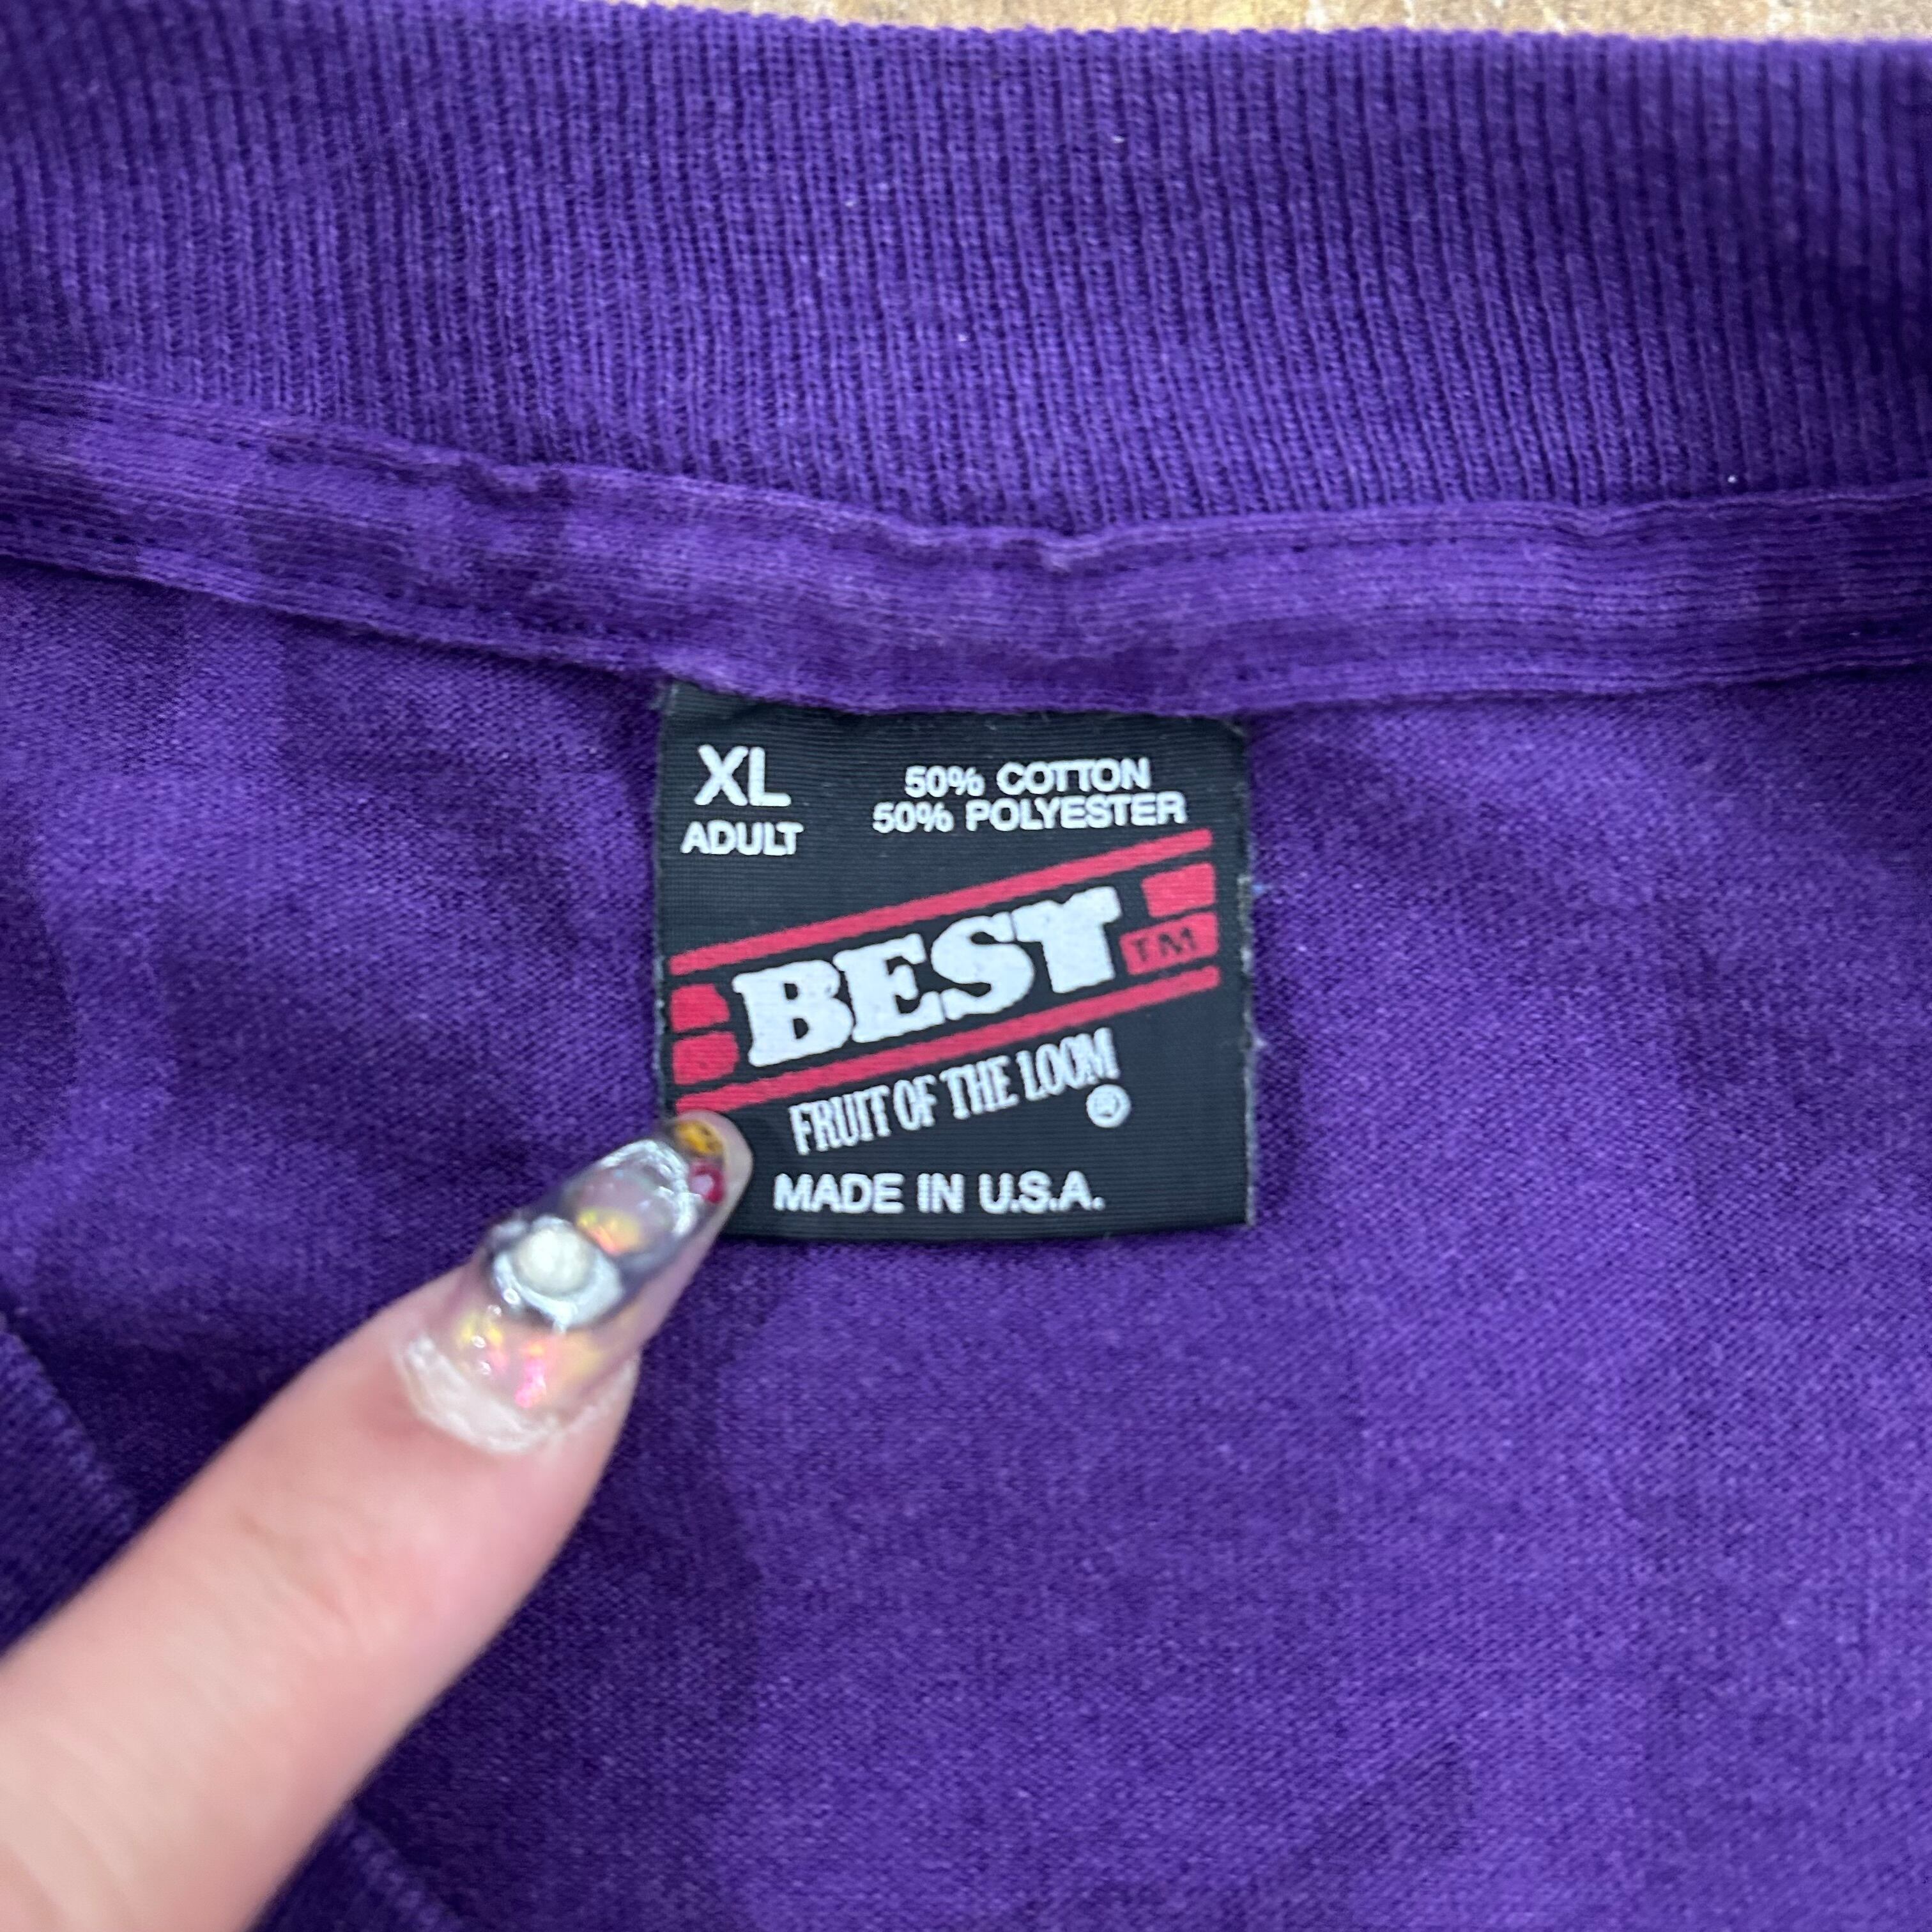 XL
ADULT
50% COTTON
50% POLYESTER
BEST
TM
FRUIT OF THE LOOM
®
MADE IN U.S.A.